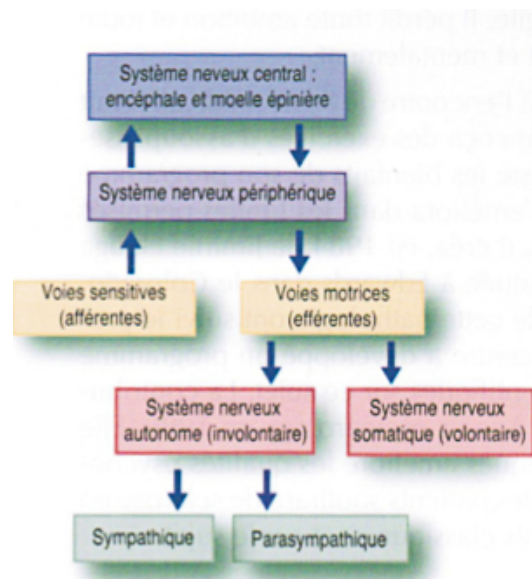 Système neveux central :
encéphale et moelle épinière
Système nerveux périphérique
Voies sensitives
(afférentes)
Voies motrices
(efférentes)
Système nerveux
autonome (involontaire)
Système nerveux
somatique (volontaire)
Sympathique
Parasympathique